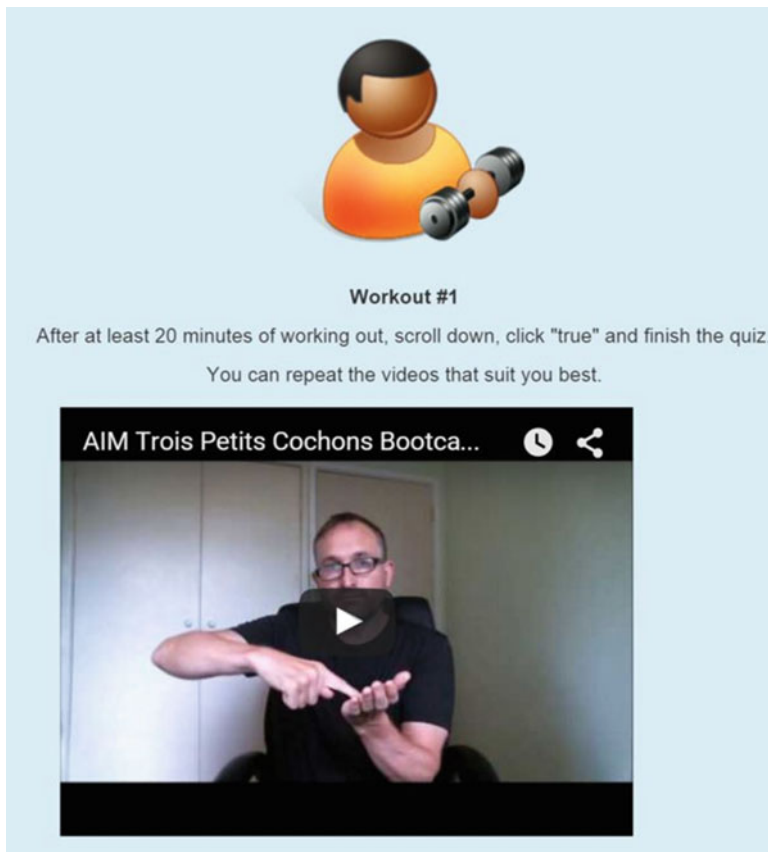 Workout #1
After at least 20 minutes of working out, scroll down, click "true" and finish the quiz
You can repeat the videos that suit you best.
AIM Trois Petits Cochons Bootca...